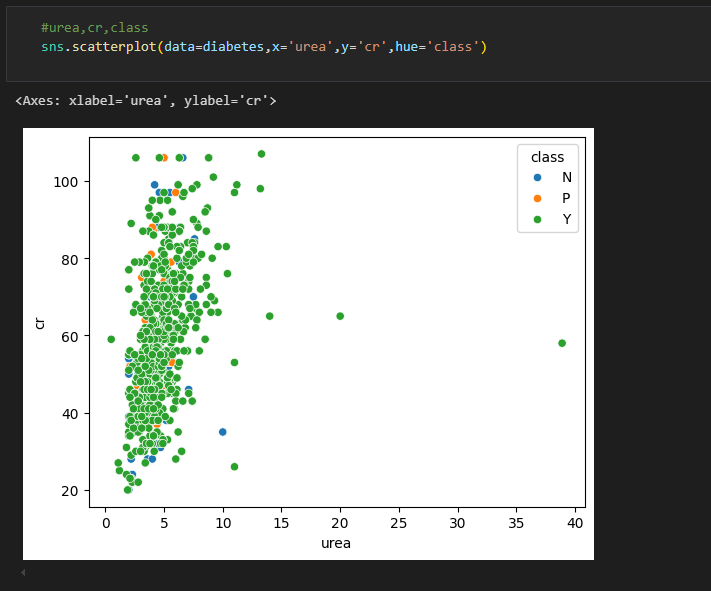 #urea,cr,class
sns.scatterplot(data=diabetes,x='urea',y='cr',hue='class')
<Axes: xlabel='urea', ylabel='cr'>
class
N
P
Y
100
80
60
40
20
cr
0 5 10 15 20 25 30 35 40
urea